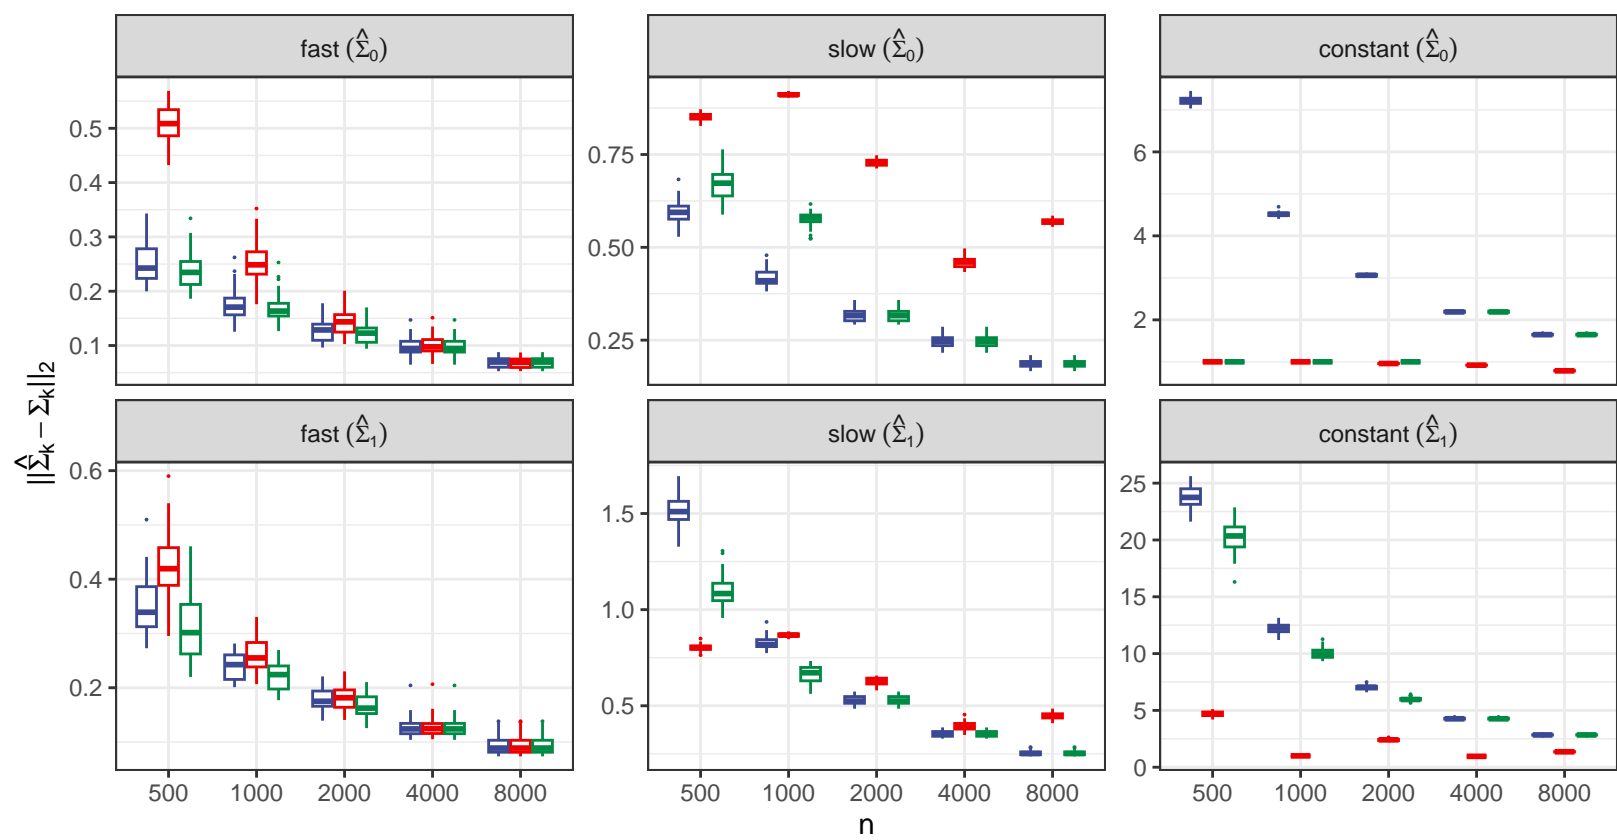 fast (Σ̂₀)
slow (Σ̂₀)
constant (Σ̂₀)
0.5
0.4
0.3
0.2
0.1
0.75
0.50
0.25
6
4
2
||Σ̂ₖ − Σₖ||₂
fast (Σ̂₁)
slow (Σ̂₁)
constant (Σ̂₁)
0.6
0.4
0.2
1.5
1.0
0.5
25
20
15
10
5
0
500 1000 2000 4000 8000
500 1000 2000 4000 8000
500 1000 2000 4000 8000
n